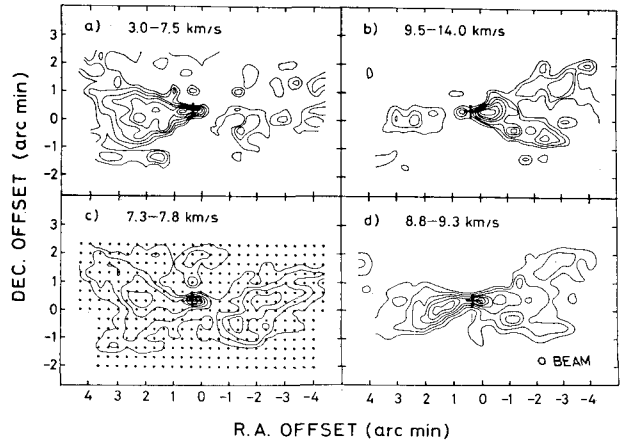 a) 3.0–7.5 km/s
b) 9.5–14.0 km/s
c) 7.3–7.8 km/s
d) 8.8–9.3 km/s
BEAM
3
2
1
0
-1
-2
3
2
1
0
-1
-2
4 3 2 1 0 -1 -2 -3 -4
4 3 2 1 0 -1 -2 -3 -4
DEC. OFFSET (arc min)
R.A. OFFSET (arc min)